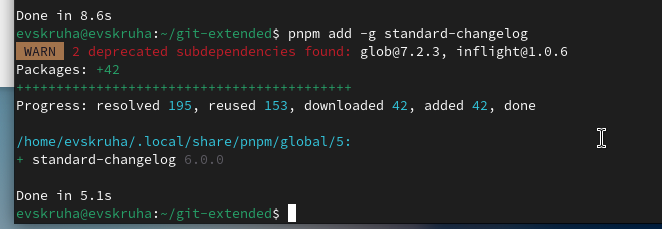 Done in 8.6s
evskruha@evskruha:~/git-extended$ pnpm add -g standard-changelog
WARN 2 deprecated subdependencies found: glob@7.2.3, inflight@1.0.6
Packages: +42
++++++++++++++++++++++++++++++++++++++++++
Progress: resolved 195, reused 153, downloaded 42, added 42, done
/home/evskruha/.local/share/pnpm/global/5:
+ standard-changelog 6.0.0
Done in 5.1s
evskruha@evskruha:~/git-extended$